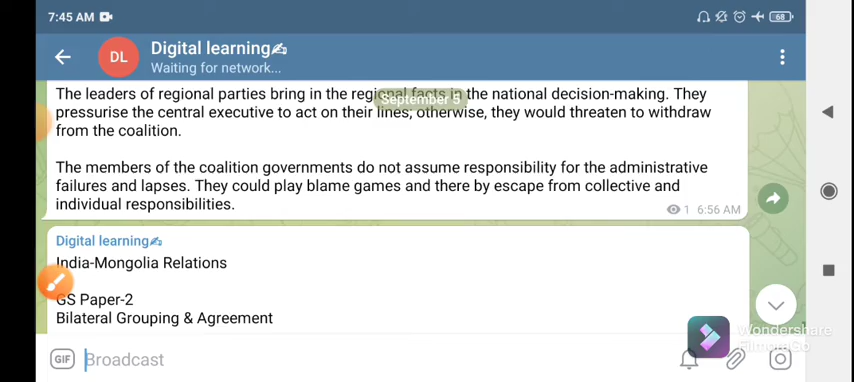 7:45 AM
68
DL
Digital learning✍
Waiting for network...
The leaders of regional parties bring in the regional facts in the national decision-making. They
September 5
pressurise the central executive to act on their lines; otherwise, they would threaten to withdraw
from the coalition.
The members of the coalition governments do not assume responsibility for the administrative
failures and lapses. They could play blame games and there by escape from collective and
individual responsibilities.
1 6:56 AM
Digital learning✍
India-Mongolia Relations
GS Paper-2
Bilateral Grouping & Agreement
Wondershare
FilmoraGo
GIF
Broadcast